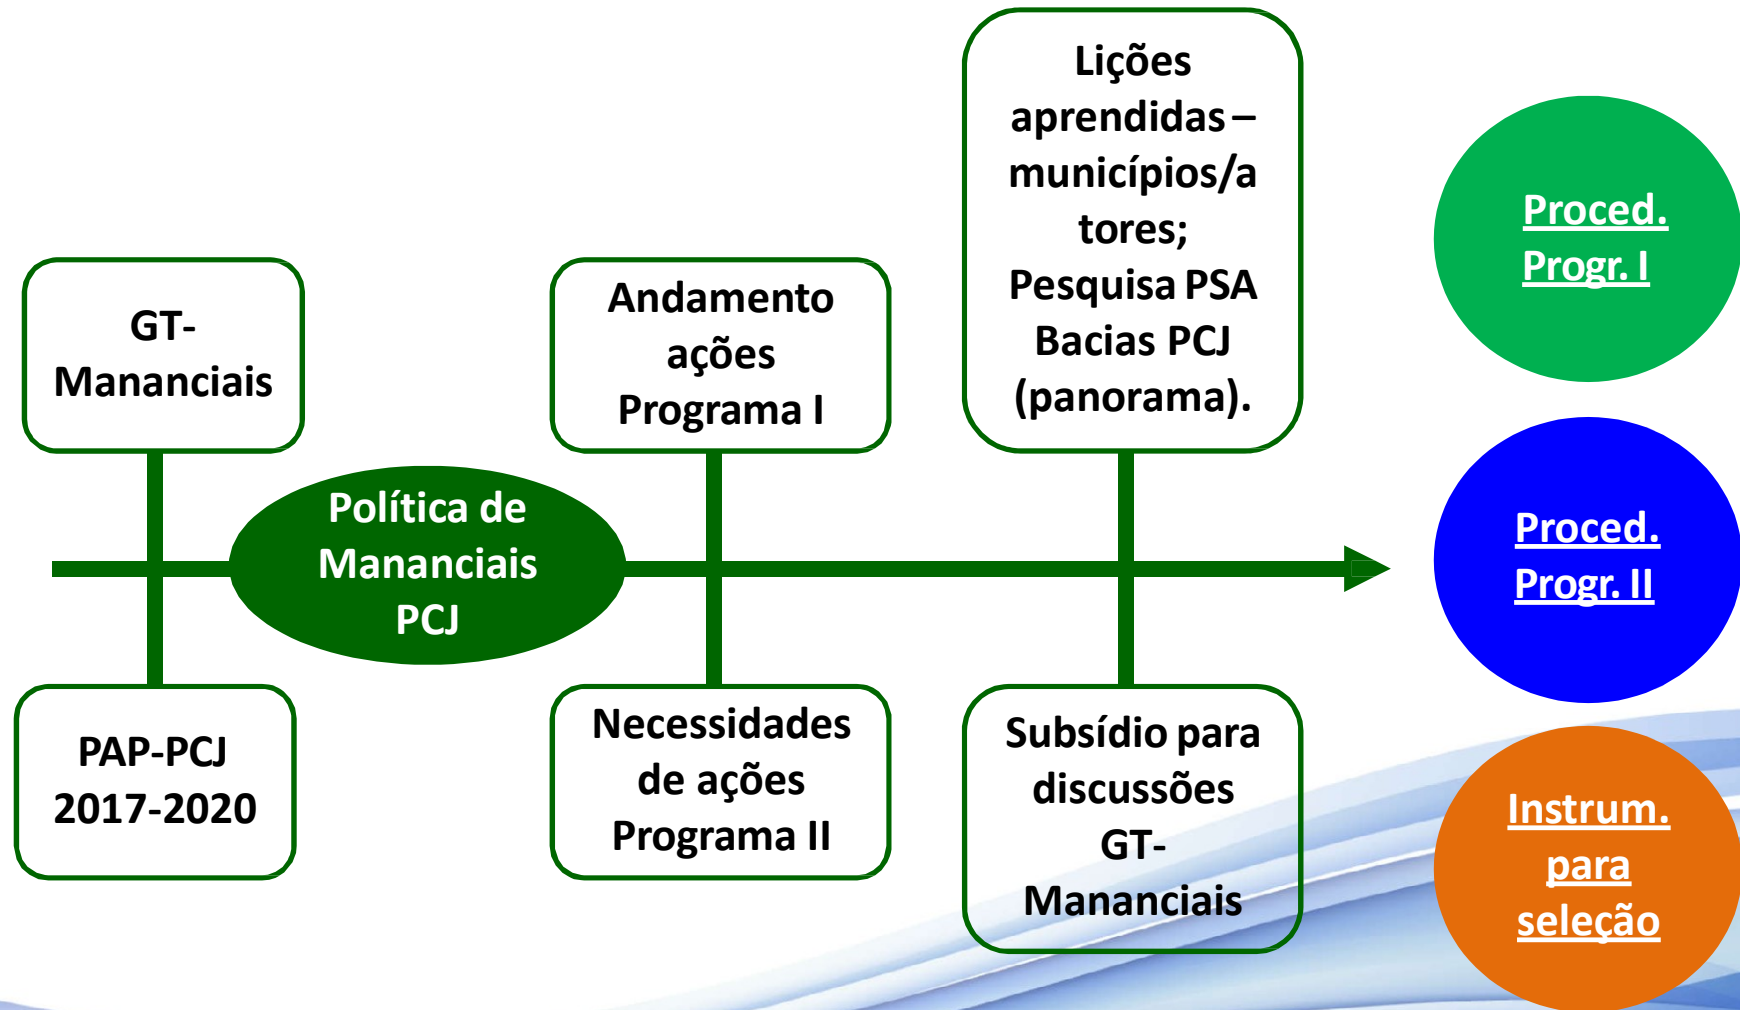 GT-
Mananciais
PAP-PCJ
2017-2020
Política de
Mananciais
PCJ
Andamento
ações
Programa I
Necessidades
de ações
Programa II
Lições
aprendidas –
municípios/a
tores;
Pesquisa PSA
Bacias PCJ
(panorama).
Subsídio para
discussões
GT-
Mananciais
Proced.
Progr. I
Proced.
Progr. II
Instrum.
para
seleção